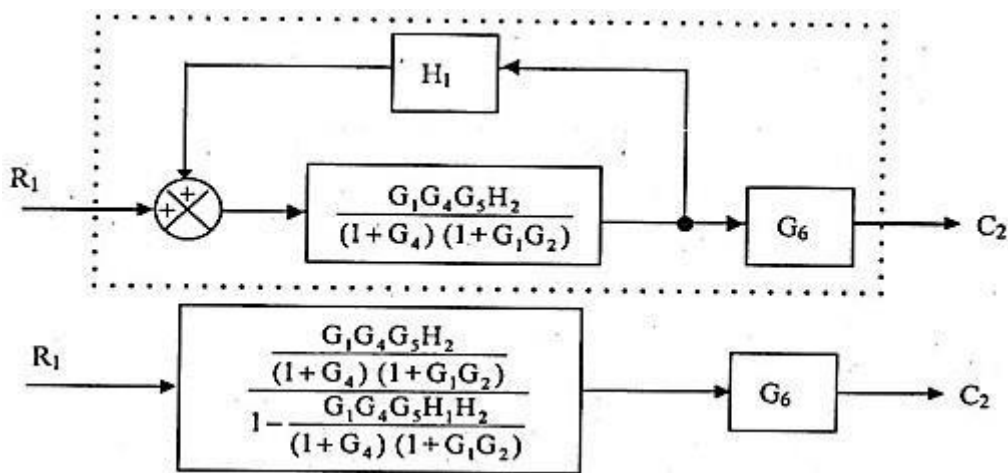 H₁
R₁
+
+
G₁G₄G₅H₂
(1+G₄) (1+G₁G₂)
G₆
C₂
R₁
G₁G₄G₅H₂
(1+G₄) (1+G₁G₂)
1-
G₁G₄G₅H₁H₂
(1+G₄) (1+G₁G₂)
G₆
C₂